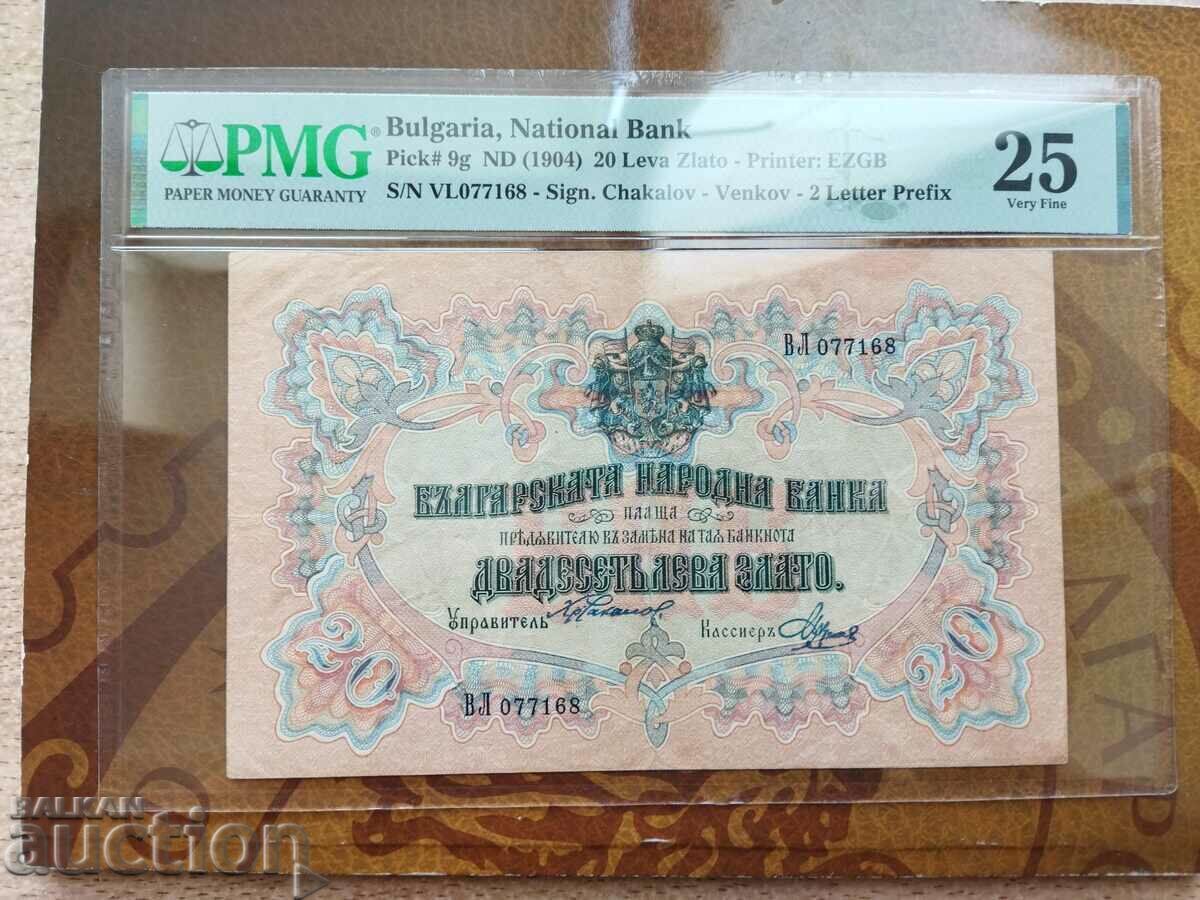 PMG®
PAPER MONEY GUARANTY
Bulgaria, National Bank
Pick# 9g ND (1904) 20 Leva Zlato - Printer: EZGB
S/N VL077168 - Sign. Chakalov - Venkov - 2 Letter Prefix
25
Very Fine
ВЛ 077168
БЪЛГАРСКАТА НАРОДНА БАНКА
ПЛАЩА
ПРѢДЯВИТЕЛЮ ВЪ ЗАМѢНА НА ТАЯ БАНКНОТА
ДВАДЕСЕТЬ ЛЕВА ЗЛАТО.
Управитель
Кассиеръ
20
20
ВЛ 077168
BALKAN
auction